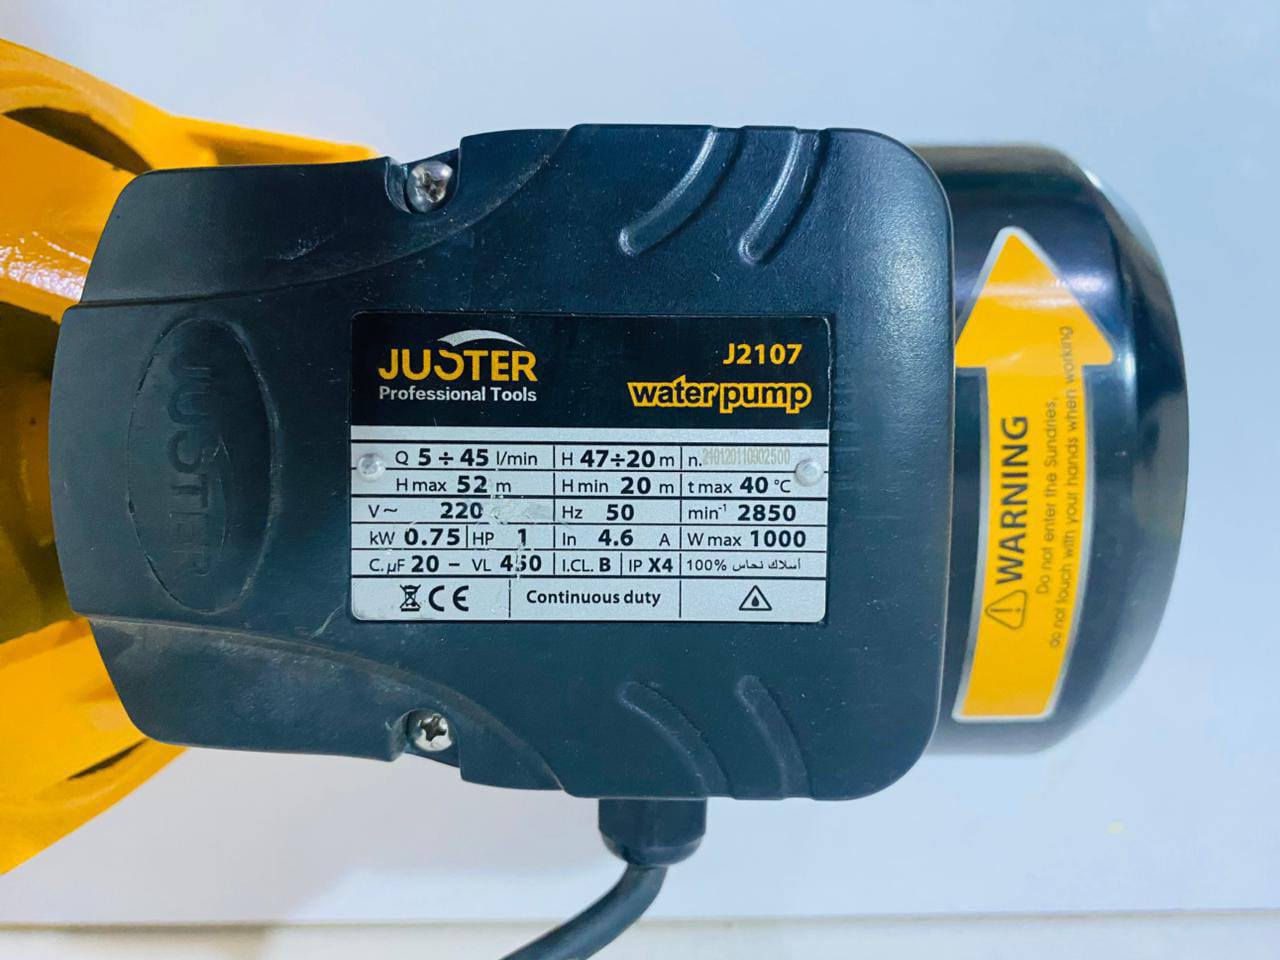 JUSTER
JUSTER
Professional Tools
J2107
water pump
Q 5 ÷ 45 l/min H 47÷20 m n. 210120110902500
H max 52 m H min 20 m t max 40 °C
V~ 220 Hz 50 min⁻¹ 2850
kW 0.75 HP 1 In 4.6 A W max 1000
C.µF 20 – VL 450 I.CL. B IP X4 100% أسلاك نحاس
CE Continuous duty
WARNING
Do not enter the sundries,
do not touch with your hands when working